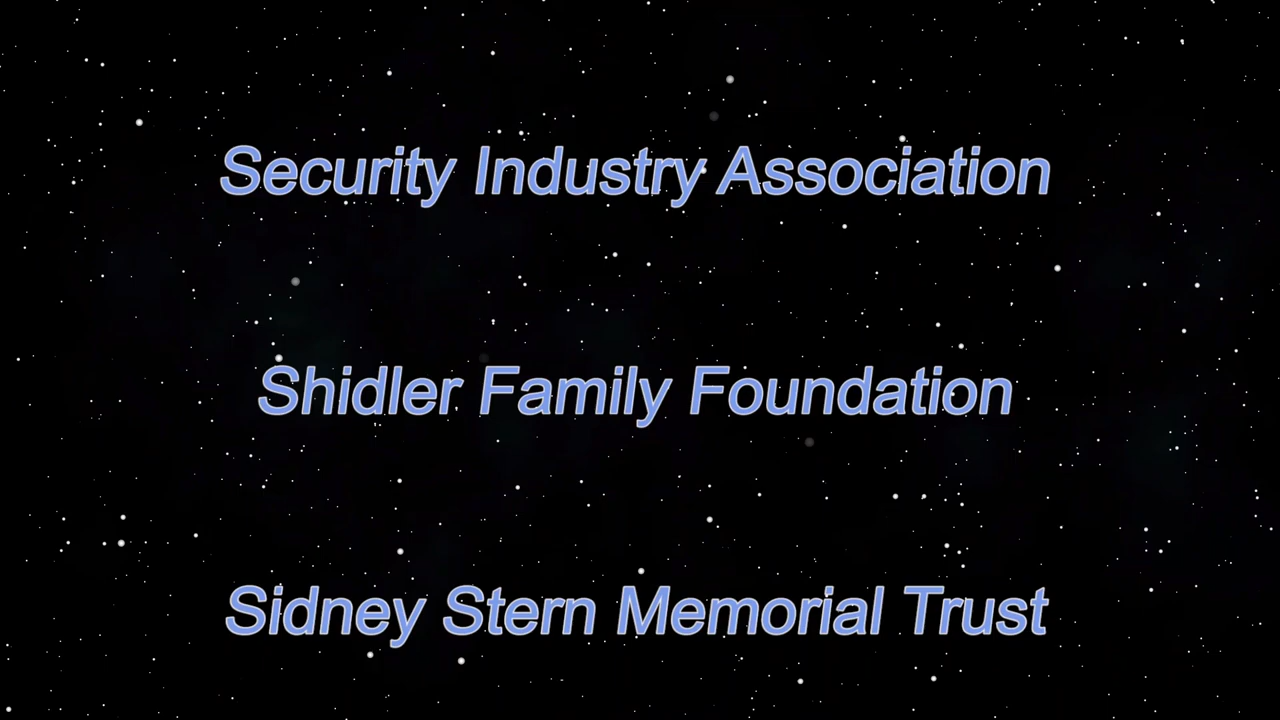 Security Industry Association
Shidler Family Foundation
Sidney Stern Memorial Trust